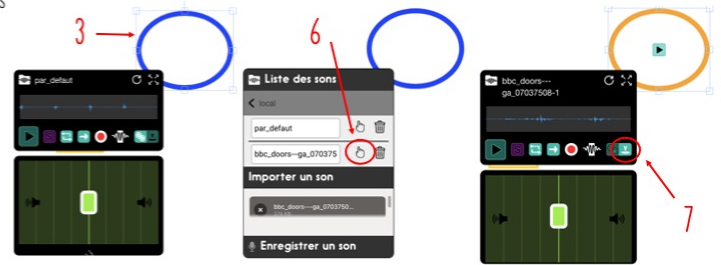 3
par_defaut
6
Liste des sons
local
par_defaut
bbc_doors---ga_070375
Importer un son
bbc_doors---ga_0703750...
Enregistrer un son
bbc_doors---
ga_07037508-1
7